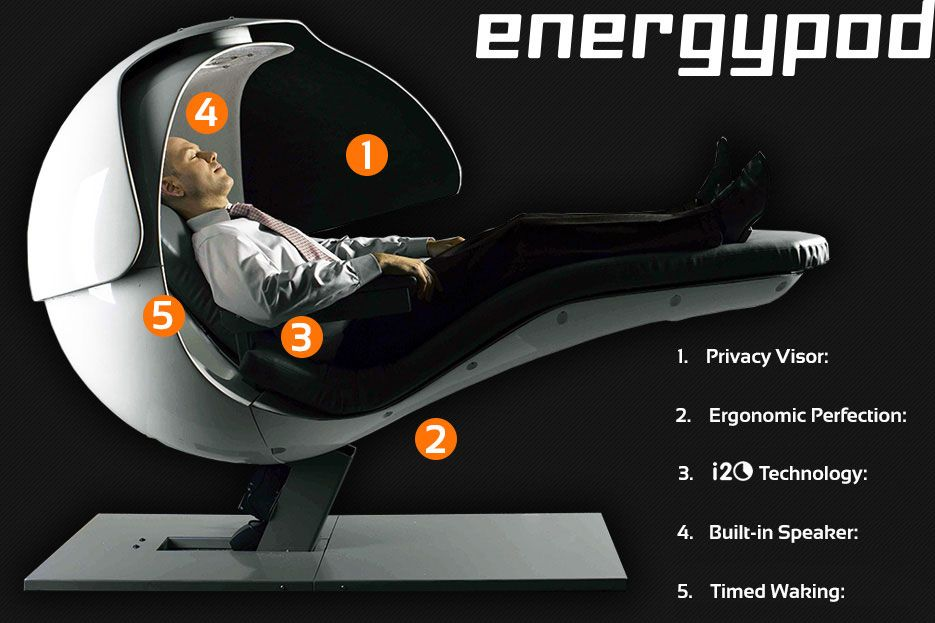 energypod
4
1
5
3
2
1. Privacy Visor:
2. Ergonomic Perfection:
3. i20 Technology:
4. Built-in Speaker:
5. Timed Waking: